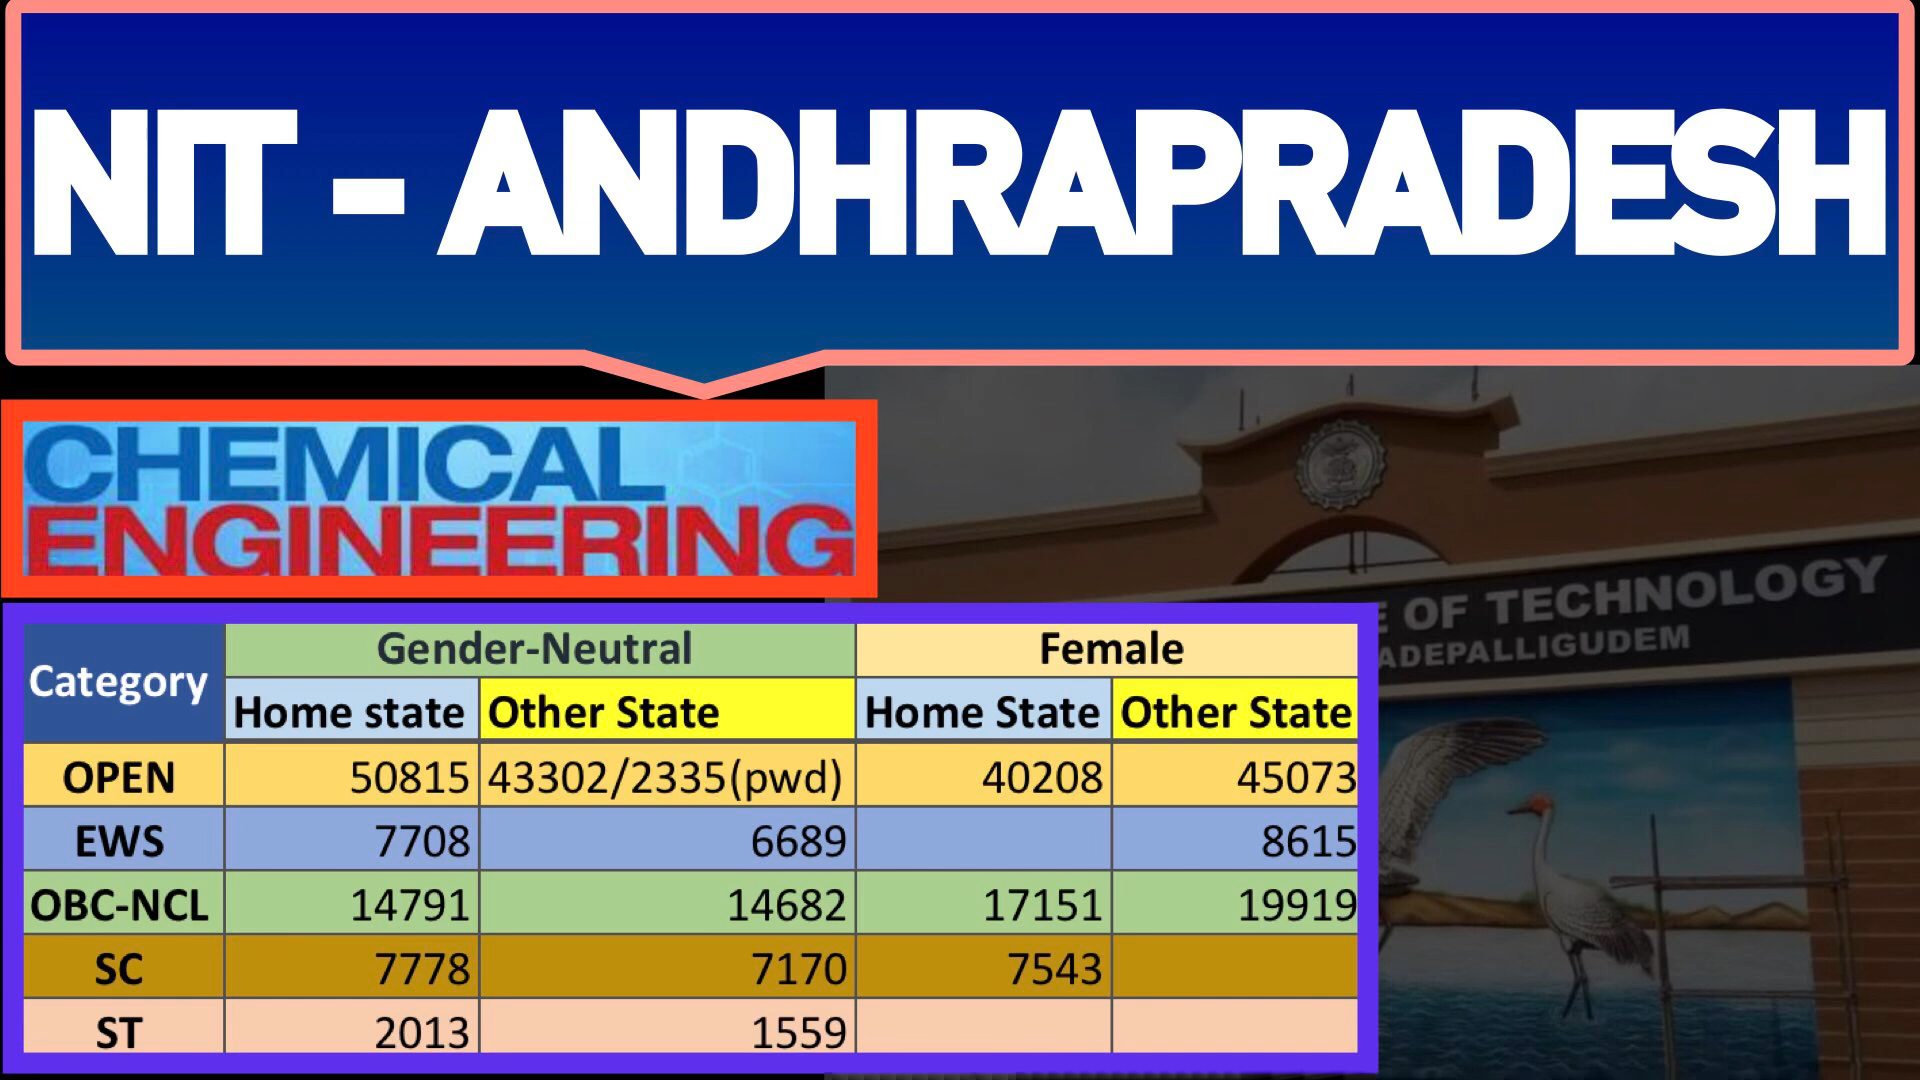 NIT - ANDHRAPRADESH
CHEMICAL
ENGINEERING
E OF TECHNOLOGY
ADEPALLIGUDEM
Category Gender-Neutral Female
Home state Other State Home State Other State
OPEN 50815 43302/2335(pwd) 40208 45073
EWS 7708 6689 8615
OBC-NCL 14791 14682 17151 19919
SC 7778 7170 7543
ST 2013 1559